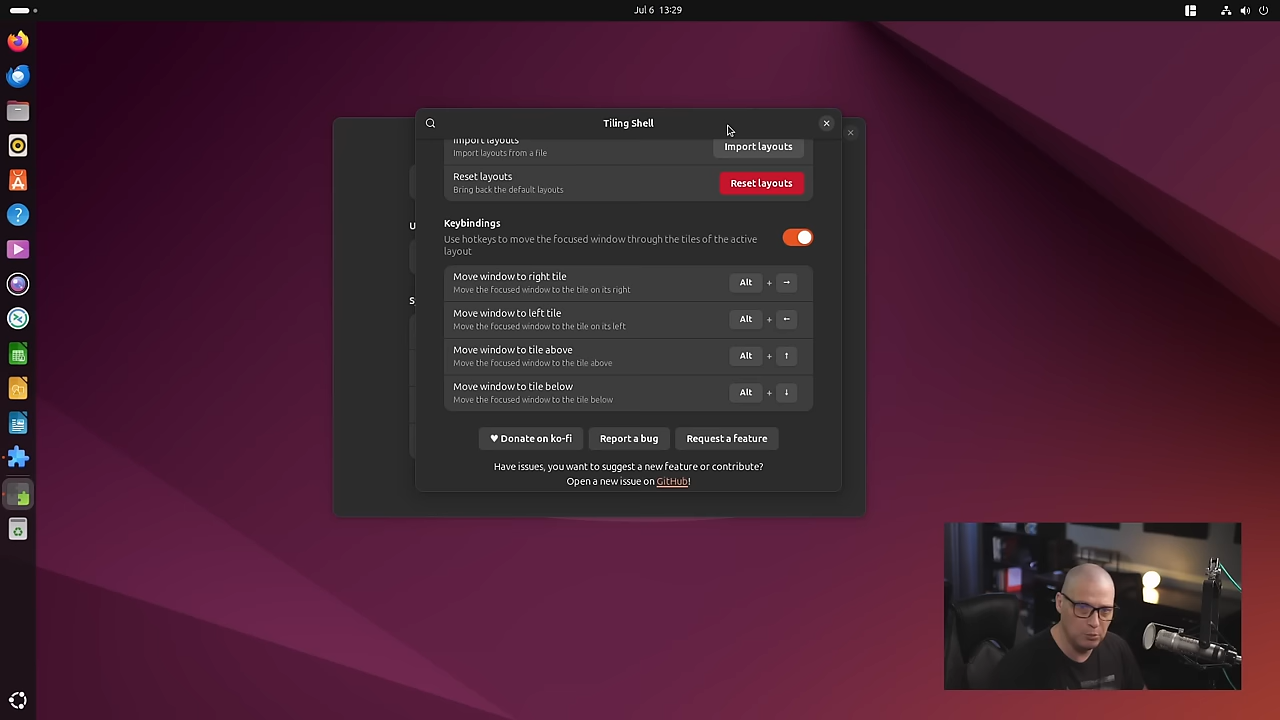 Jul 6 13:29
Tiling Shell
Import layouts
Import layouts from a file
Import layouts
Reset layouts
Bring back the default layouts
Reset layouts
Keybindings
Use hotkeys to move the focused window through the tiles of the active
layout
Move window to right tile
Move the focused window to the tile on its right
Alt + →
Move window to left tile
Move the focused window to the tile on its left
Alt + ←
Move window to tile above
Move the focused window to the tile above
Alt + ↑
Move window to tile below
Move the focused window to the tile below
Alt + ↓
♥ Donate on ko-fi
Report a bug
Request a feature
Have issues, you want to suggest a new feature or contribute?
Open a new issue on GitHub!